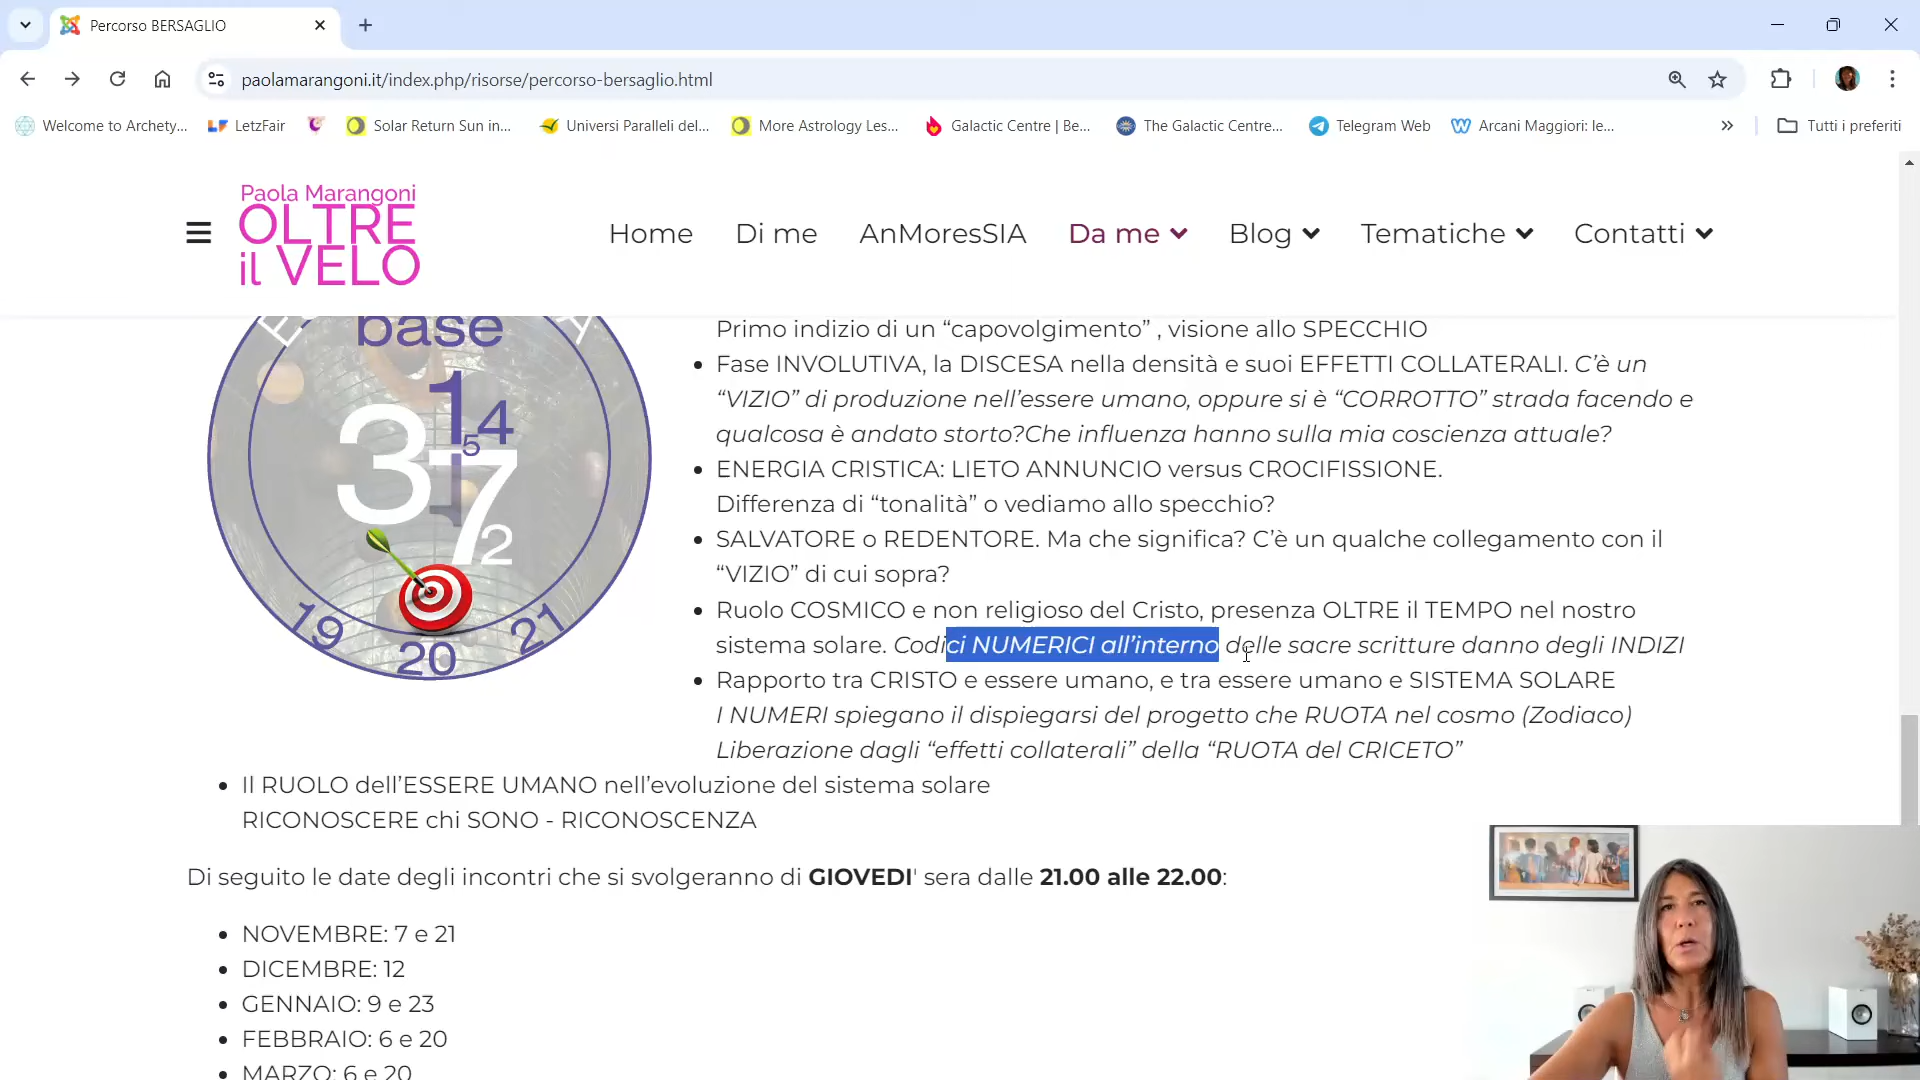 Percorso BERSAGLIO
paolamarangoni.it/index.php/risorse/percorso-bersaglio.html
Welcome to Archety...
LetzFair
Solar Return Sun in...
Universi Paralleli del...
More Astrology Les...
Galactic Centre | Be...
The Galactic Centre...
Telegram Web
Arcani Maggiori: le...
Tutti i preferiti
Paola Marangoni
OLTRE
il VELO
Home
Di me
AnMoresSIA
Da me
Blog
Tematiche
Contatti
base
1
14
3
5
7
2
19
20
21
Primo indizio di un “capovolgimento” , visione allo SPECCHIO
• Fase INVOLUTIVA, la DISCESA nella densità e suoi EFFETTI COLLATERALI. C’è un
“VIZIO” di produzione nell’essere umano, oppure si è “CORROTTO” strada facendo e
qualcosa è andato storto?Che influenza hanno sulla mia coscienza attuale?
• ENERGIA CRISTICA: LIETO ANNUNCIO versus CROCIFISSIONE.
Differenza di “tonalità” o vediamo allo specchio?
• SALVATORE o REDENTORE. Ma che significa? C’è un qualche collegamento con il
“VIZIO” di cui sopra?
• Ruolo COSMICO e non religioso del Cristo, presenza OLTRE il TEMPO nel nostro
sistema solare. Codici NUMERICI all’interno delle sacre scritture danno degli INDIZI
• Rapporto tra CRISTO e essere umano, e tra essere umano e SISTEMA SOLARE
I NUMERI spiegano il dispiegarsi del progetto che RUOTA nel cosmo (Zodiaco)
Liberazione dagli “effetti collaterali” della “RUOTA del CRICETO”
• Il RUOLO dell’ESSERE UMANO nell’evoluzione del sistema solare
RICONOSCERE chi SONO - RICONOSCENZA
Di seguito le date degli incontri che si svolgeranno di GIOVEDI' sera dalle 21.00 alle 22.00:
• NOVEMBRE: 7 e 21
• DICEMBRE: 12
• GENNAIO: 9 e 23
• FEBBRAIO: 6 e 20
• MARZO: 6 e 20